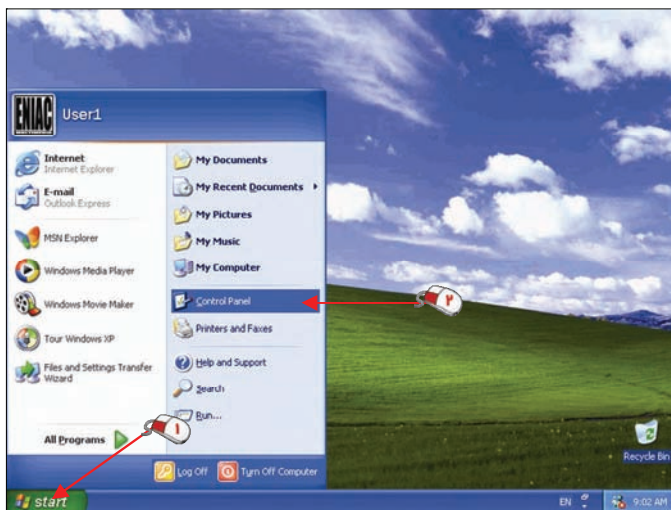 ENIAC
User1
Internet
Internet Explorer
E-mail
Outlook Express
MSN Explorer
Windows Media Player
Windows Movie Maker
Tour Windows XP
Files and Settings Transfer
Wizard
All Programs
My Documents
My Recent Documents
My Pictures
My Music
My Computer
Control Panel
Printers and Faxes
Help and Support
Search
Run...
۱
۲
Log Off
Turn Off Computer
Recycle Bin
start
EN
9:02 AM